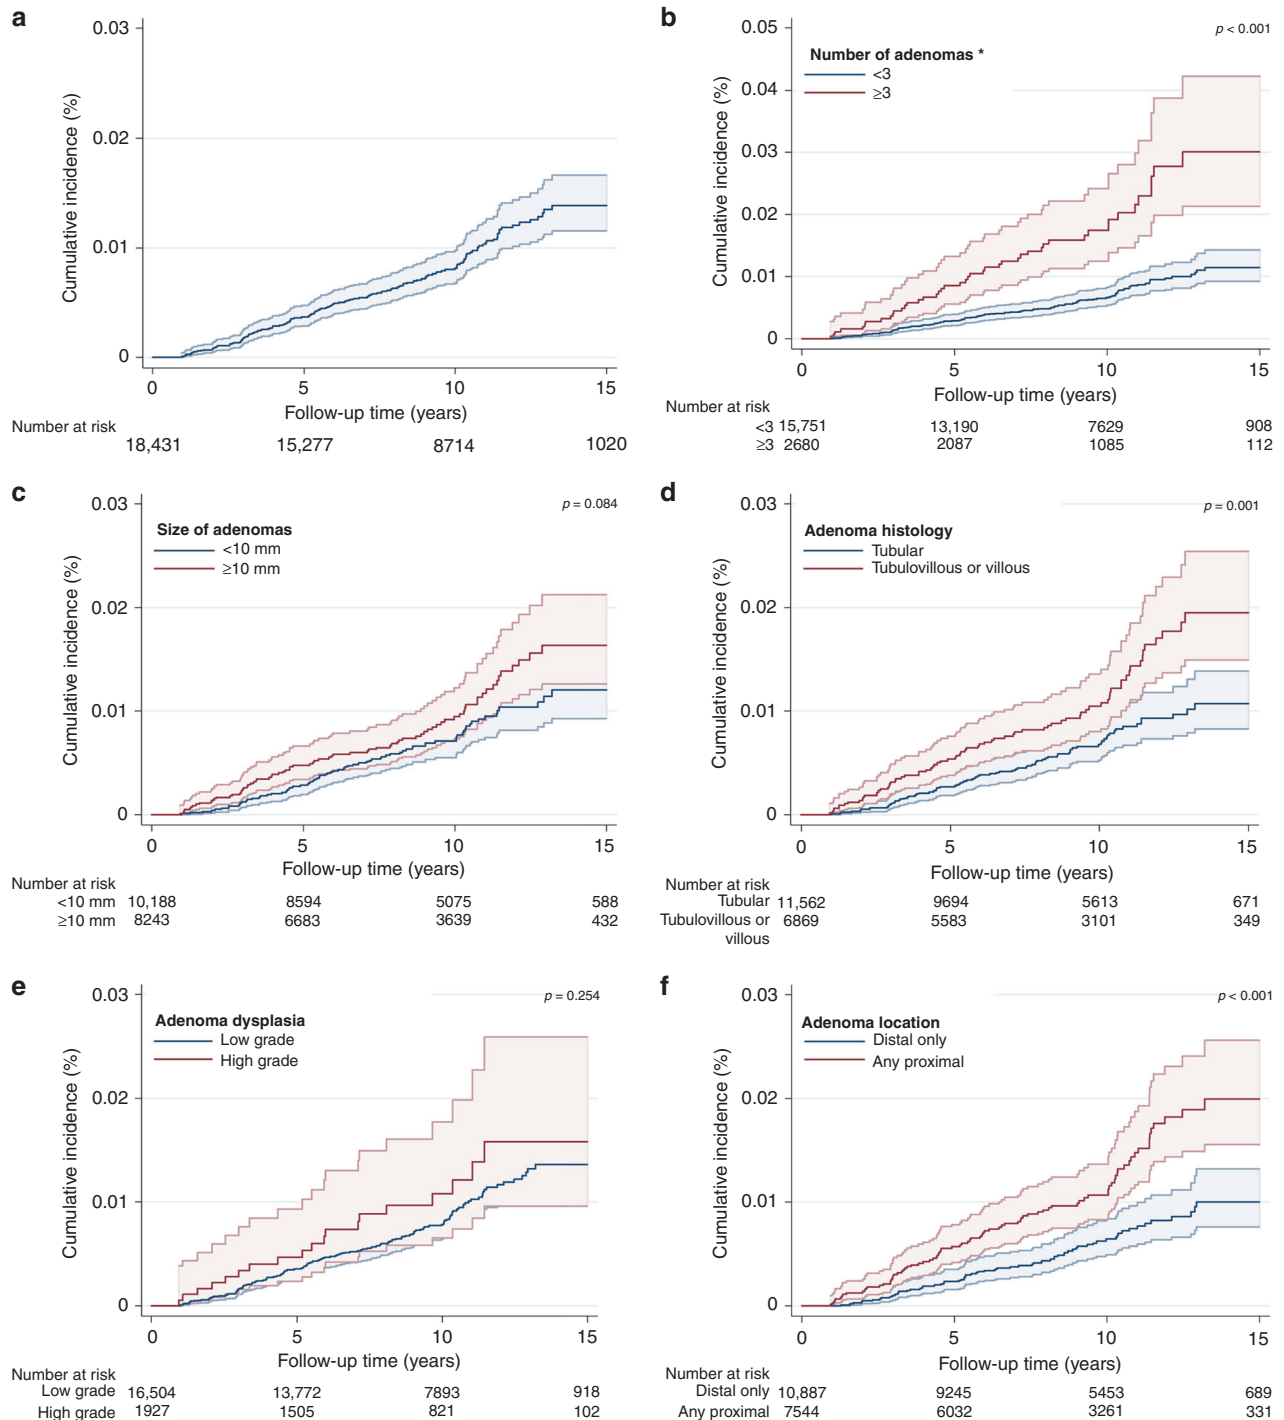 a
0.03
0.02
0.01
0
Cumulative incidence (%)
0 5 10 15
Follow-up time (years)
Number at risk
18,431 15,277 8714 1020
b
p < 0.001
0.05
0.04
0.03
0.02
0.01
0
Cumulative incidence (%)
Number of adenomas *
<3
≥3
0 5 10 15
Follow-up time (years)
Number at risk
<3 15,751 13,190 7629 908
≥3 2680 2087 1085 112
c
p = 0.084
0.03
0.02
0.01
0
Cumulative incidence (%)
Size of adenomas
<10 mm
≥10 mm
0 5 10 15
Follow-up time (years)
Number at risk
<10 mm 10,188 8594 5075 588
≥10 mm 8243 6683 3639 432
d
p = 0.001
0.03
0.02
0.01
0
Cumulative incidence (%)
Adenoma histology
Tubular
Tubulovillous or villous
0 5 10 15
Follow-up time (years)
Number at risk
Tubular 11,562 9694 5613 671
Tubulovillous or 6869 5583 3101 349
villous
e
p = 0.254
0.03
0.02
0.01
0
Cumulative incidence (%)
Adenoma dysplasia
Low grade
High grade
0 5 10 15
Follow-up time (years)
Number at risk
Low grade 16,504 13,772 7893 918
High grade 1927 1505 821 102
f
p < 0.001
0.03
0.02
0.01
0
Cumulative incidence (%)
Adenoma location
Distal only
Any proximal
0 5 10 15
Follow-up time (years)
Number at risk
Distal only 10,887 9245 5453 689
Any proximal 7544 6032 3261 331